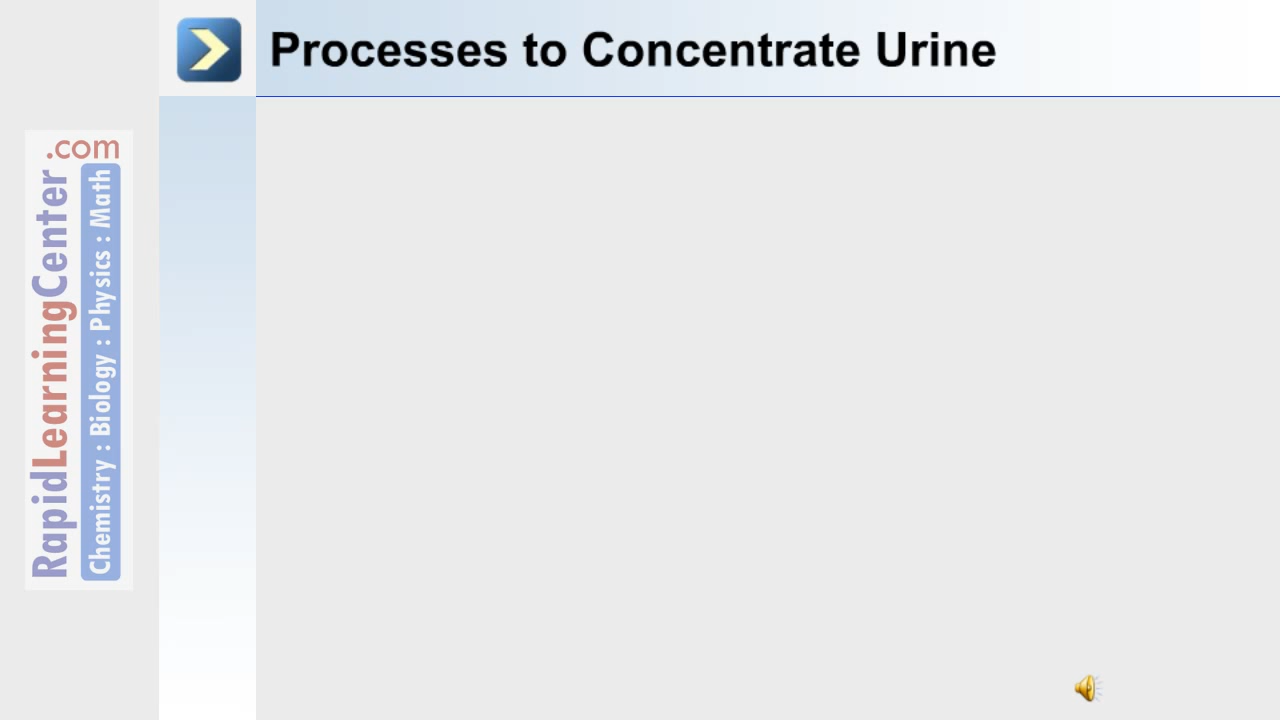 Processes to Concentrate Urine
.com
RapidLearningCenter
Chemistry : Biology : Physics : Math